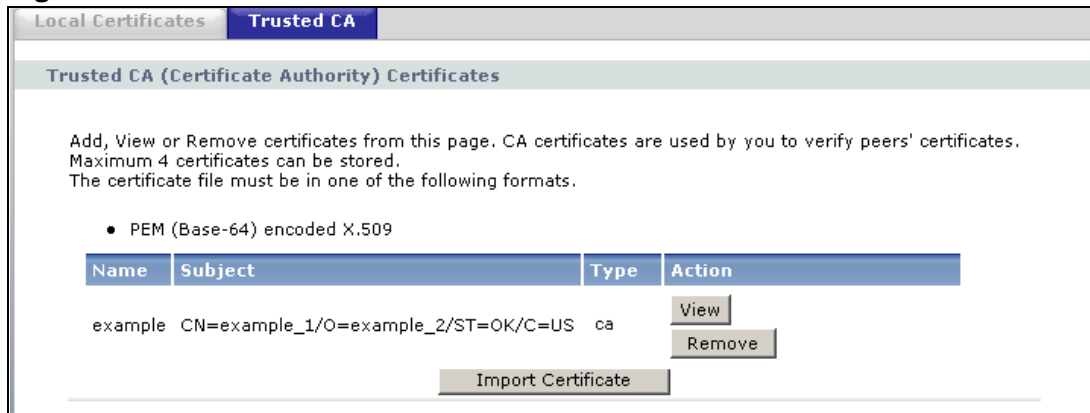 Local Certificates Trusted CA
Trusted CA (Certificate Authority) Certificates
Add, View or Remove certificates from this page. CA certificates are used by you to verify peers' certificates.
Maximum 4 certificates can be stored.
The certificate file must be in one of the following formats.
• PEM (Base-64) encoded X.509
Name Subject Type Action
example CN=example_1/O=example_2/ST=OK/C=US ca View
Remove
Import Certificate